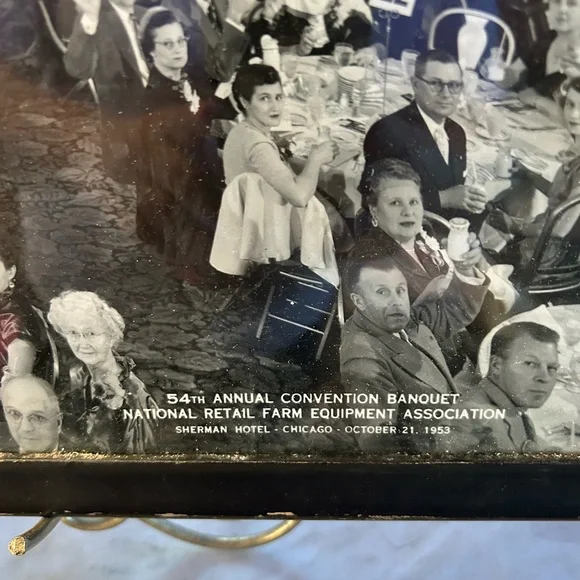 54TH ANNUAL CONVENTION BANQUET
NATIONAL RETAIL FARM EQUIPMENT ASSOCIATION
SHERMAN HOTEL - CHICAGO - OCTOBER 21, 1953